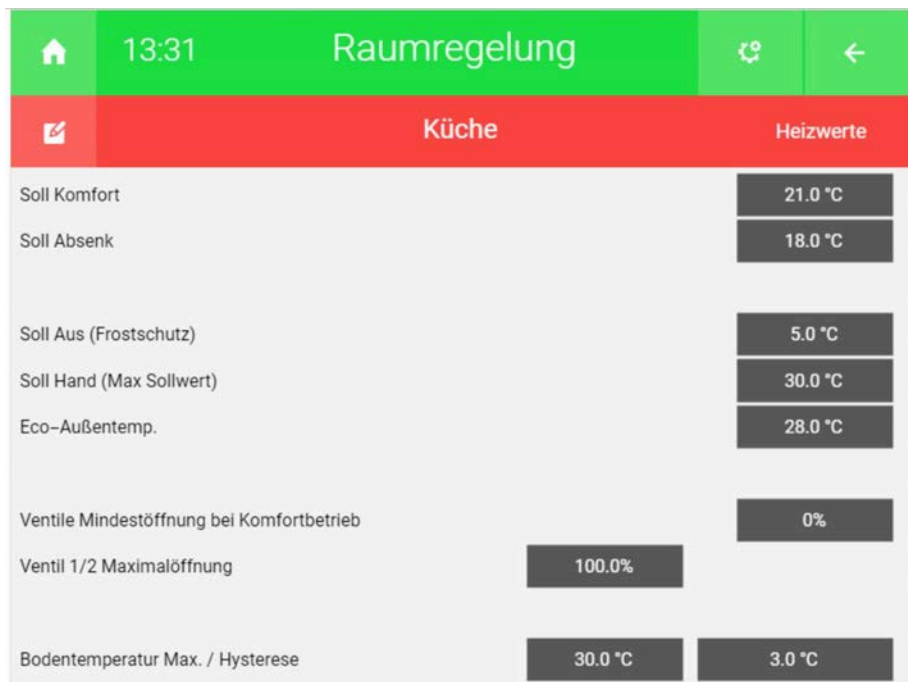 13:31 Raumregelung
Küche Heizwerte
Soll Komfort 21.0 °C
Soll Absenk 18.0 °C
Soll Aus (Frostschutz) 5.0 °C
Soll Hand (Max Sollwert) 30.0 °C
Eco-Außentemp. 28.0 °C
Ventile Mindestöffnung bei Komfortbetrieb 0%
Ventil 1/2 Maximalöffnung 100.0%
Bodentemperatur Max. / Hysterese 30.0 °C 3.0 °C